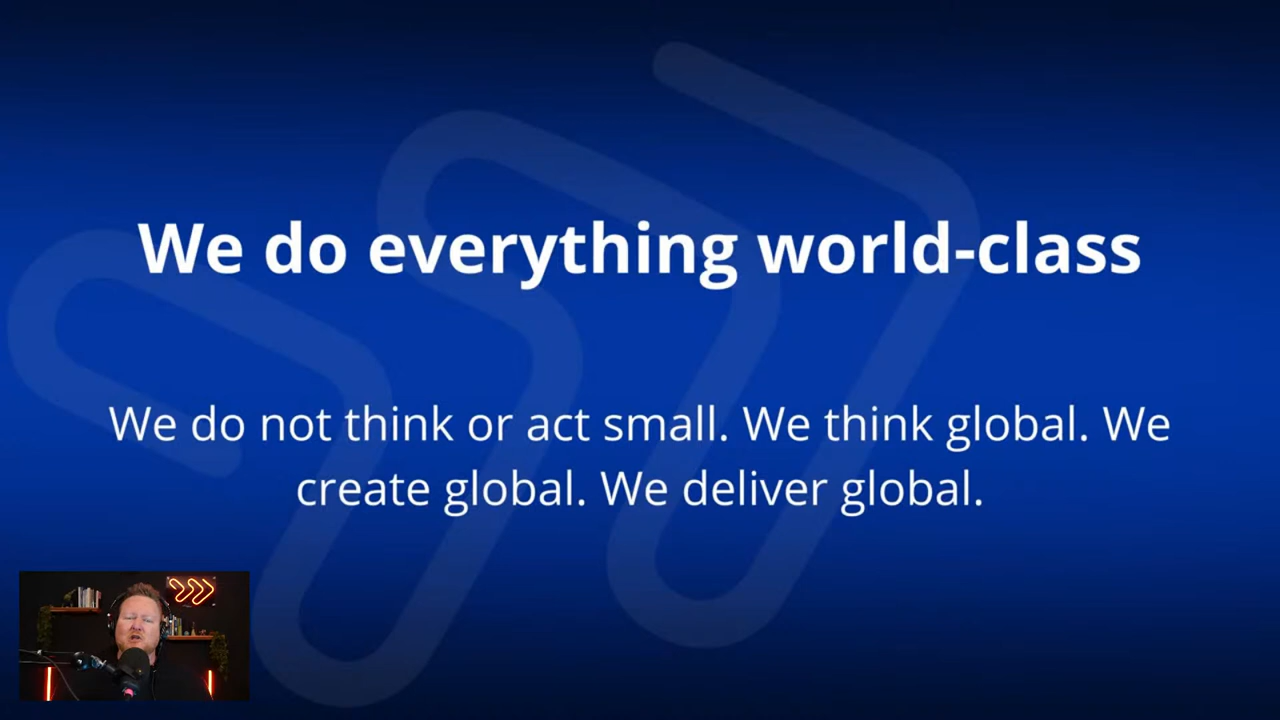 We do everything world-class
We do not think or act small. We think global. We
create global. We deliver global.